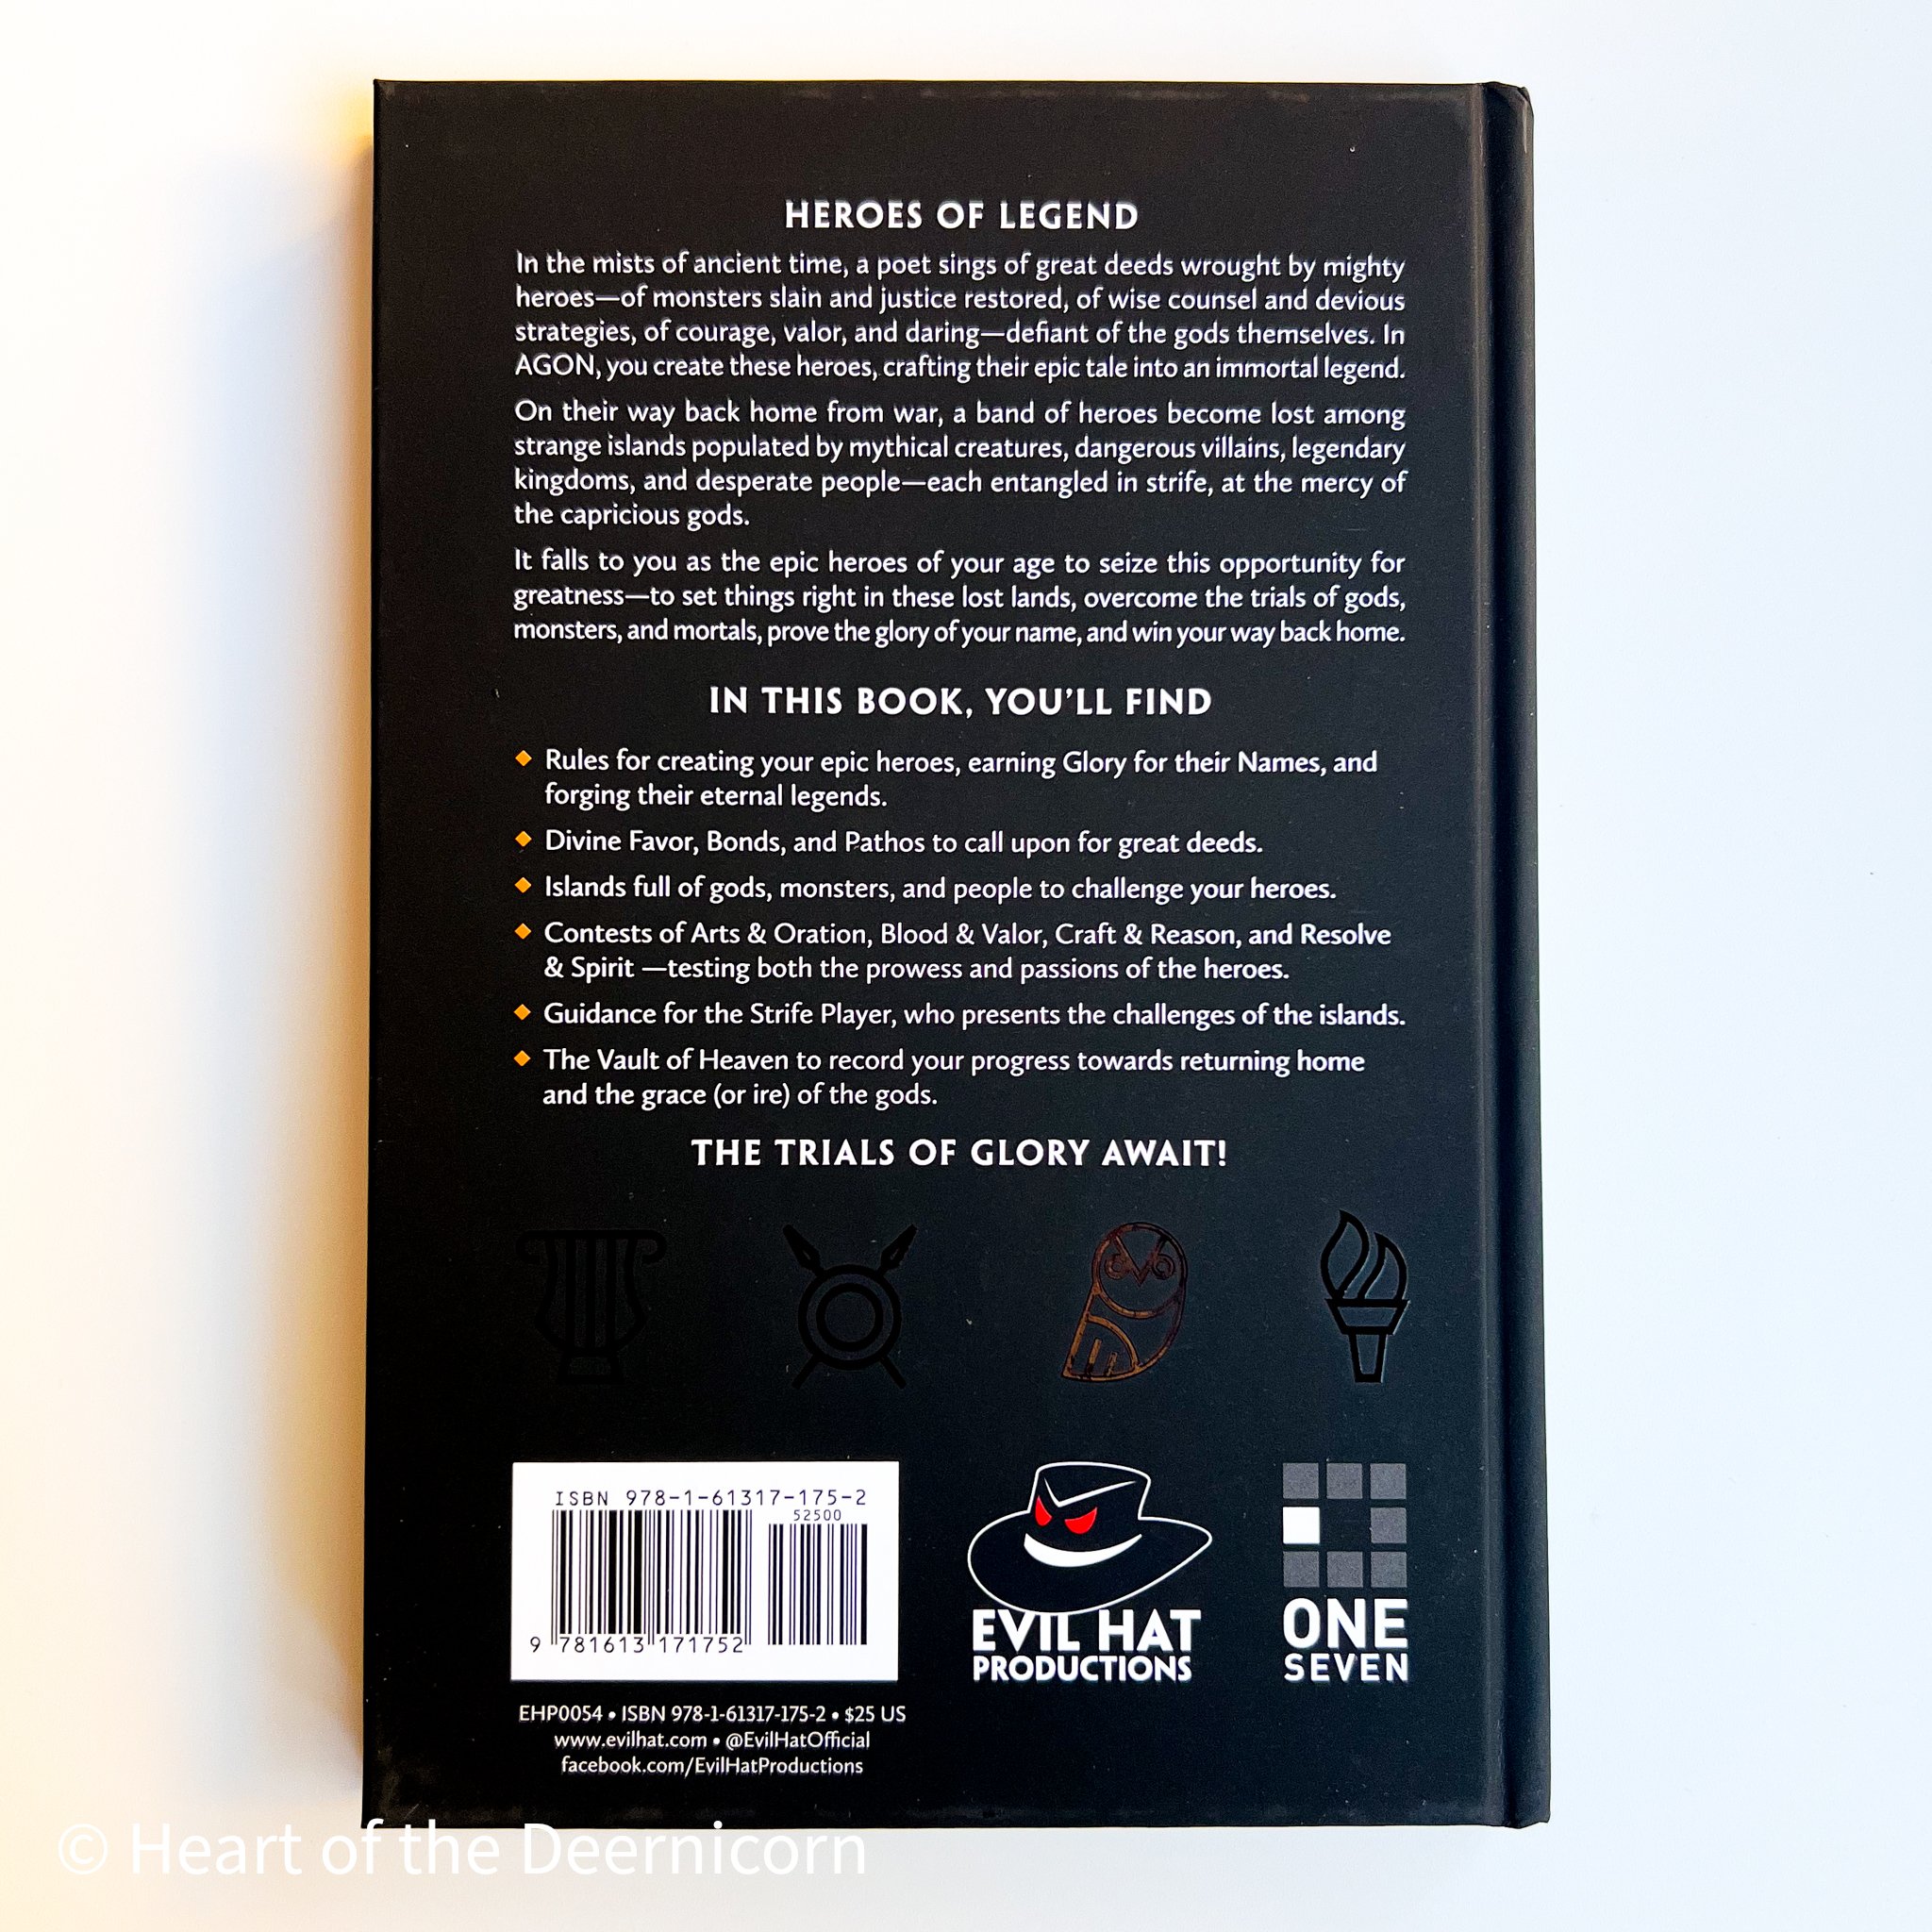 HEROES OF LEGEND
In the mists of ancient time, a poet sings of great deeds wrought by mighty
heroes—of monsters slain and justice restored, of wise counsel and devious
strategies, of courage, valor, and daring—defiant of the gods themselves. In
AGON, you create these heroes, crafting their epic tale into an immortal legend.
On their way back home from war, a band of heroes become lost among
strange islands populated by mythical creatures, dangerous villains, legendary
kingdoms, and desperate people—each entangled in strife, at the mercy of
the capricious gods.
It falls to you as the epic heroes of your age to seize this opportunity for
greatness—to set things right in these lost lands, overcome the trials of gods,
monsters, and mortals, prove the glory of your name, and win your way back home.
IN THIS BOOK, YOU'LL FIND
◆ Rules for creating your epic heroes, earning Glory for their Names, and
forging their eternal legends.
◆ Divine Favor, Bonds, and Pathos to call upon for great deeds.
◆ Islands full of gods, monsters, and people to challenge your heroes.
◆ Contests of Arts & Oration, Blood & Valor, Craft & Reason, and Resolve
& Spirit —testing both the prowess and passions of the heroes.
◆ Guidance for the Strife Player, who presents the challenges of the islands.
◆ The Vault of Heaven to record your progress towards returning home
and the grace (or ire) of the gods.
THE TRIALS OF GLORY AWAIT!
ISBN 978-1-61317-175-2
52500
9 781613 171752
EVIL HAT
PRODUCTIONS
ONE
SEVEN
EHP0054 • ISBN 978-1-61317-175-2 • $25 US
www.evilhat.com • @EvilHatOfficial
facebook.com/EvilHatProductions
© Heart of the Deernicorn